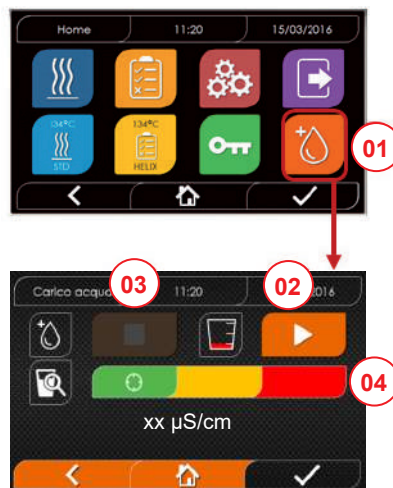 Home 11:20 15/03/2016
134°C 134°C
STD HELIX
01
03 02
Carico acqua 11:20 2016
04
xx µS/cm